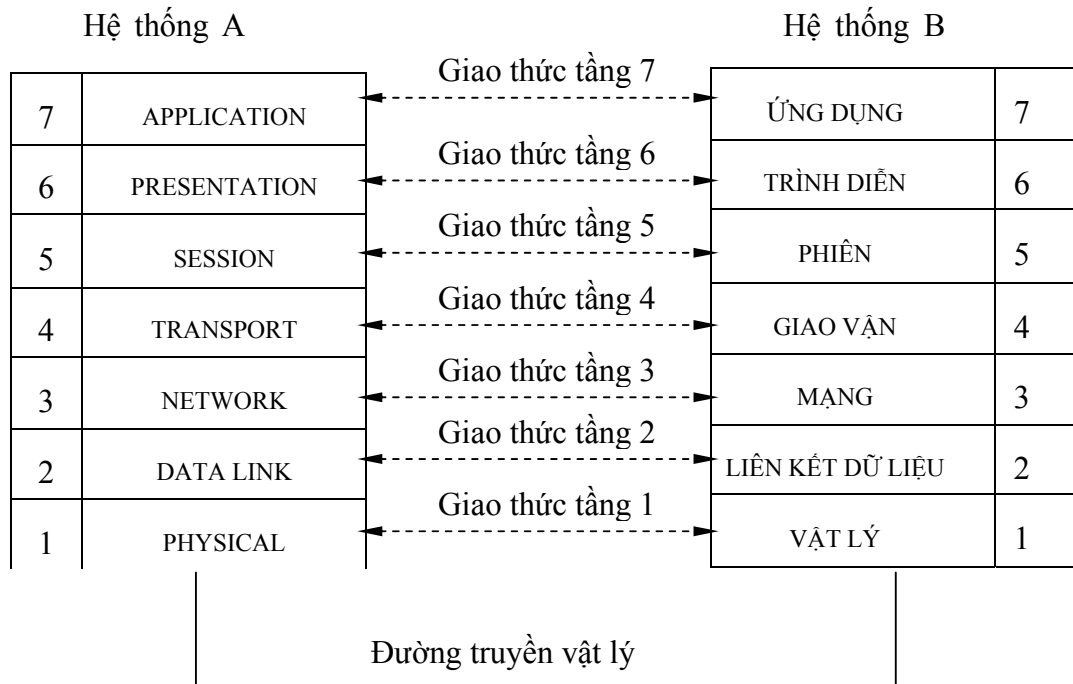 Hệ thống A
Hệ thống B
Giao thức tầng 7
7 APPLICATION
ỨNG DỤNG 7
Giao thức tầng 6
6 PRESENTATION
TRÌNH DIỄN 6
Giao thức tầng 5
5 SESSION
PHIÊN 5
Giao thức tầng 4
4 TRANSPORT
GIAO VẬN 4
Giao thức tầng 3
3 NETWORK
MẠNG 3
Giao thức tầng 2
2 DATA LINK
LIÊN KẾT DỮ LIỆU 2
Giao thức tầng 1
1 PHYSICAL
VẬT LÝ 1
Đường truyền vật lý